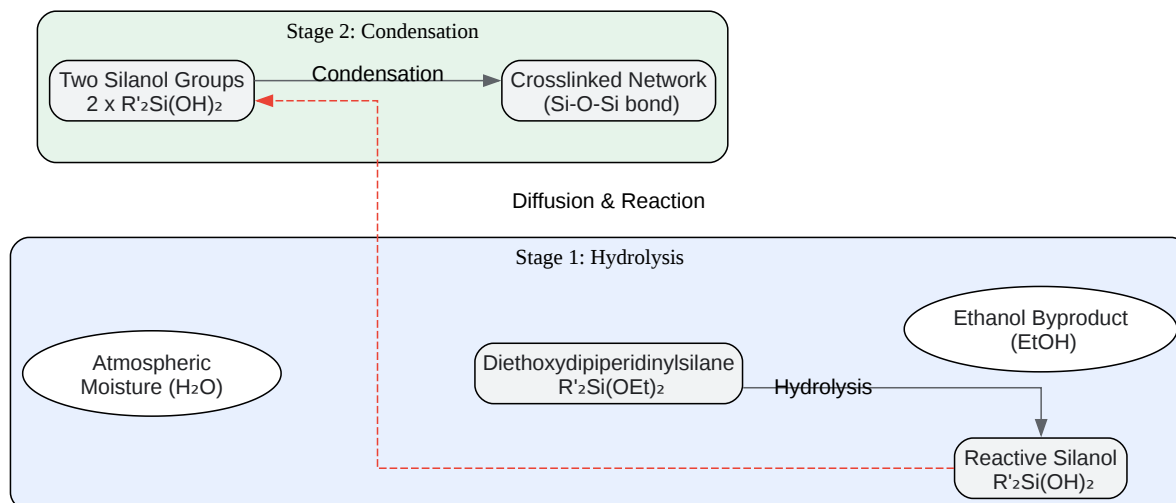 Stage 2: Condensation
Two Silanol Groups
2 x R'₂Si(OH)₂
Condensation
Crosslinked Network
(Si-O-Si bond)
Diffusion & Reaction
Stage 1: Hydrolysis
Atmospheric
Moisture (H₂O)
Diethoxydipiperidinylsilane
R'₂Si(OEt)₂
Hydrolysis
Ethanol Byproduct
(EtOH)
Reactive Silanol
R'₂Si(OH)₂